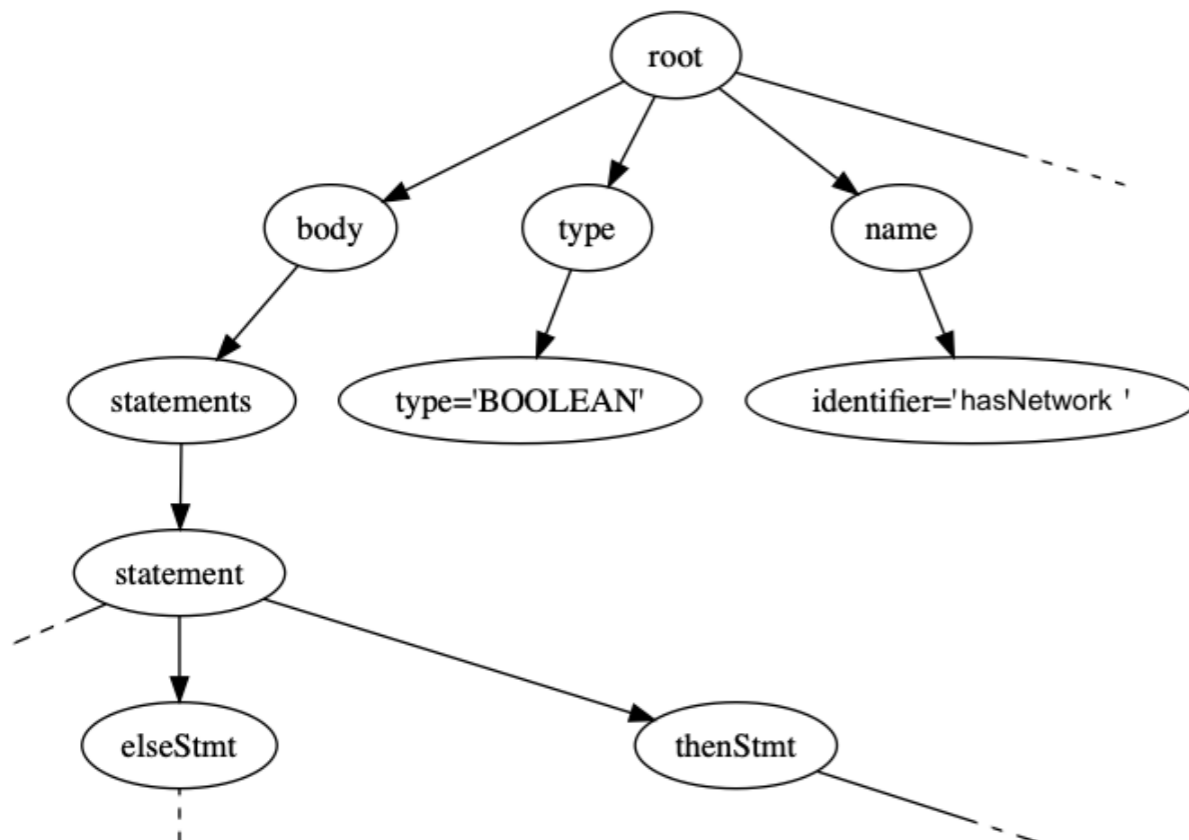 root
body
type
name
statements
type='BOOLEAN'
identifier='hasNetwork '
statement
elseStmt
thenStmt